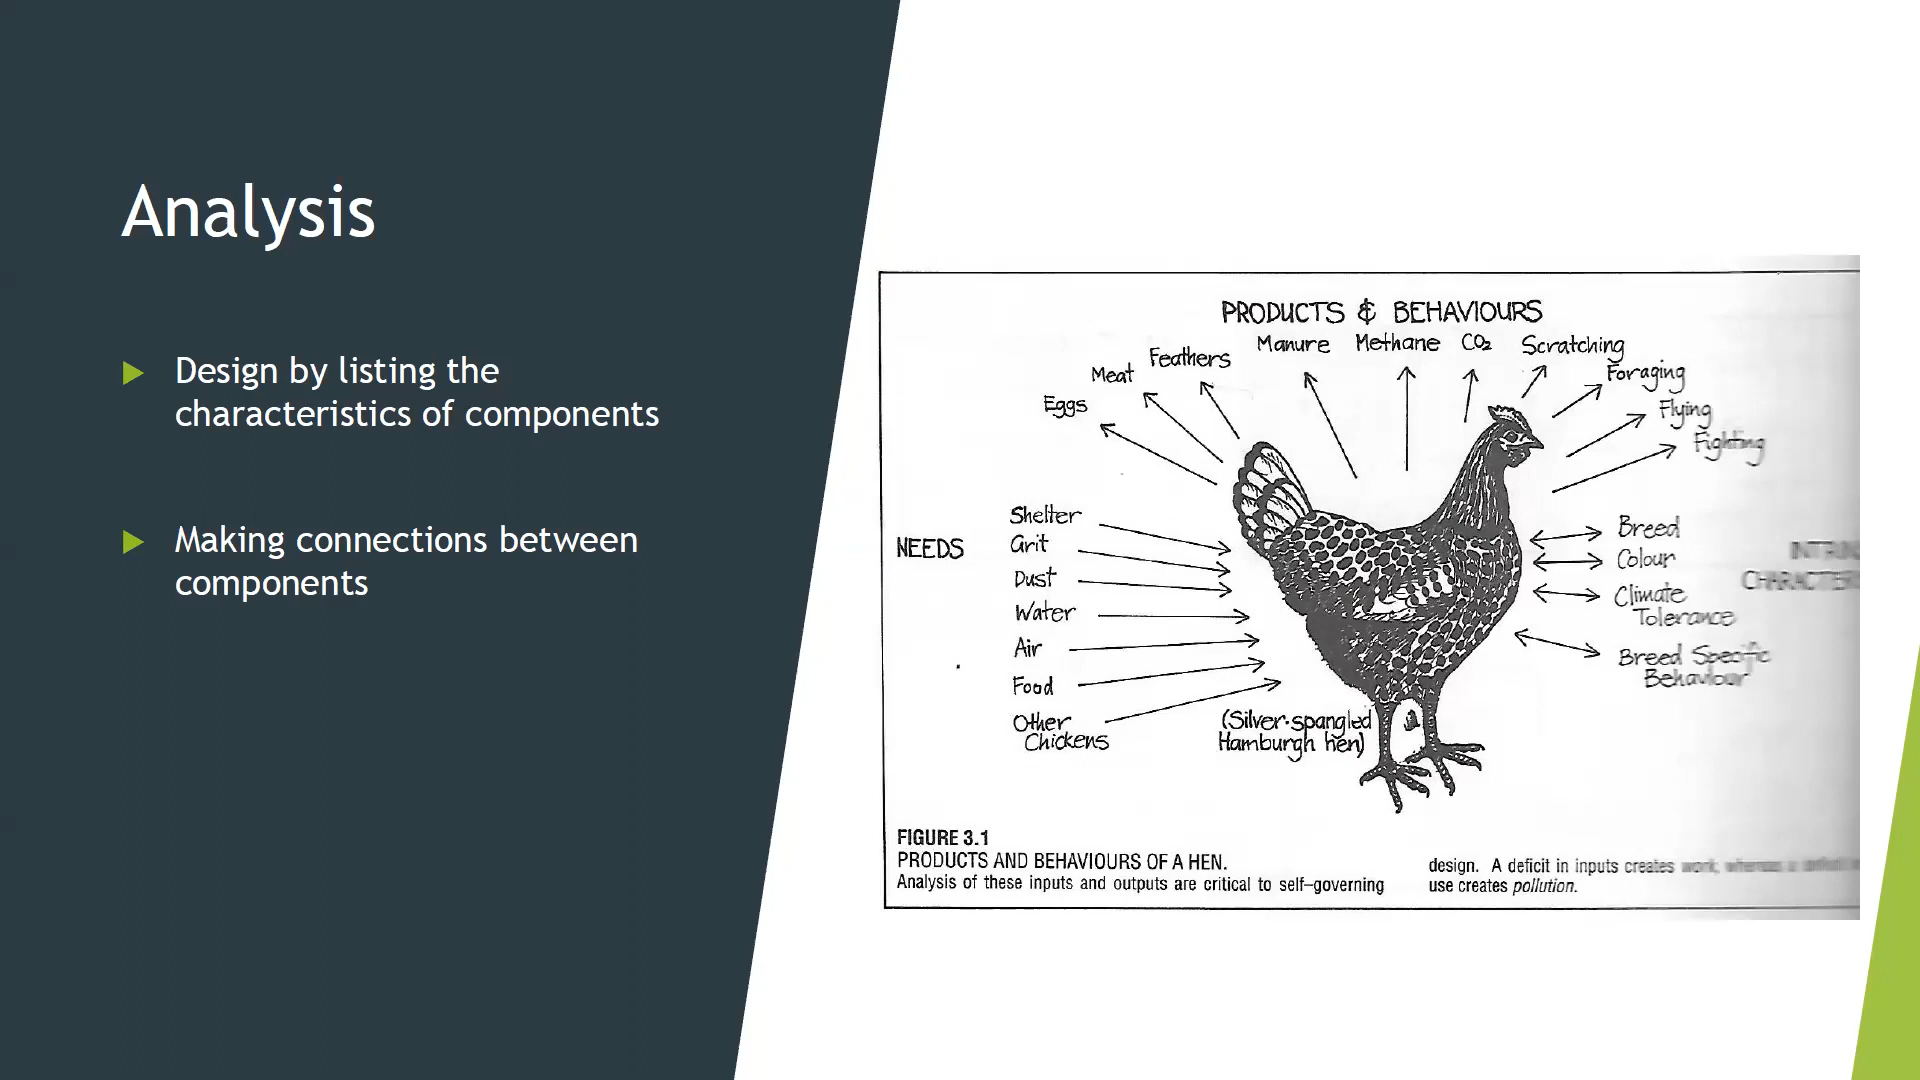 Analysis
Design by listing the
characteristics of components
Making connections between
components
PRODUCTS & BEHAVIOURS
Eggs
Meat
Feathers
Manure
Methane
CO₂
Scratching
Foraging
Flying
Fighting
NEEDS
Shelter
Grit
Dust
Water
Air
Food
Other
Chickens
Breed
Colour
Climate
Tolerance
Breed Specific
Behaviour
(Silver-spangled
Hamburgh hen)
FIGURE 3.1
PRODUCTS AND BEHAVIOURS OF A HEN.
Analysis of these inputs and outputs are critical to self–governing
design. A deficit in inputs creates work, whereas a
use creates pollution.